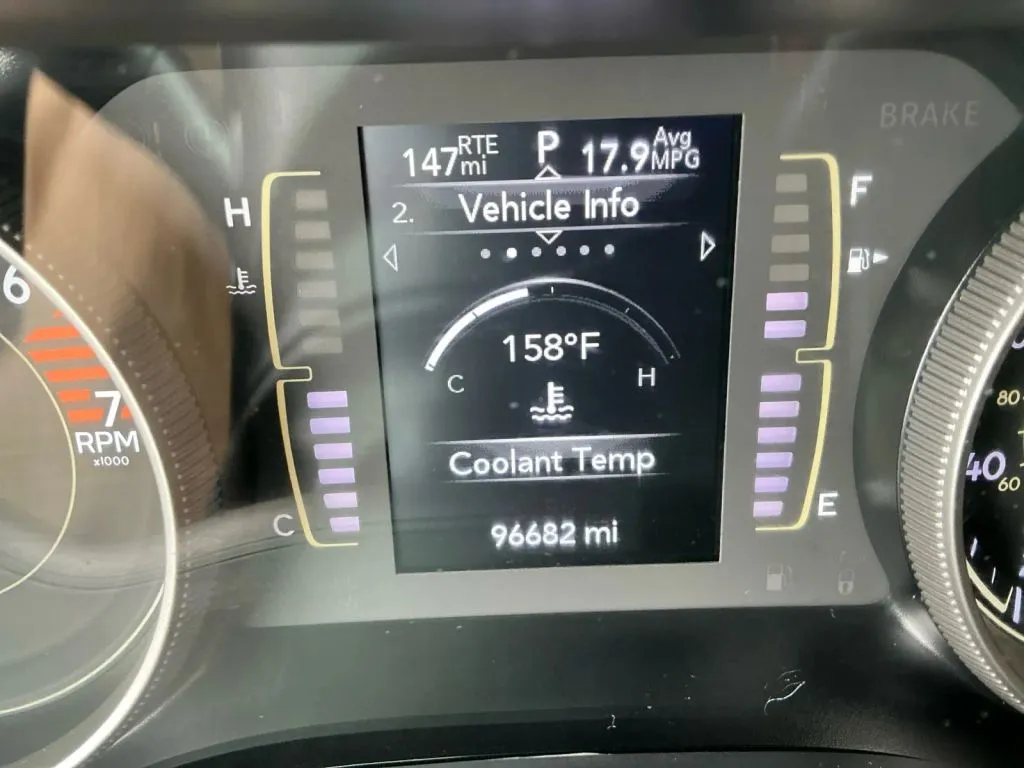 BRAKE
147 mi RTE P 17.9 Avg MPG
2. Vehicle Info
H
F
6
158°F
C H
7
RPM
x1000
Coolant Temp
C
E
96682 mi
80
40
60